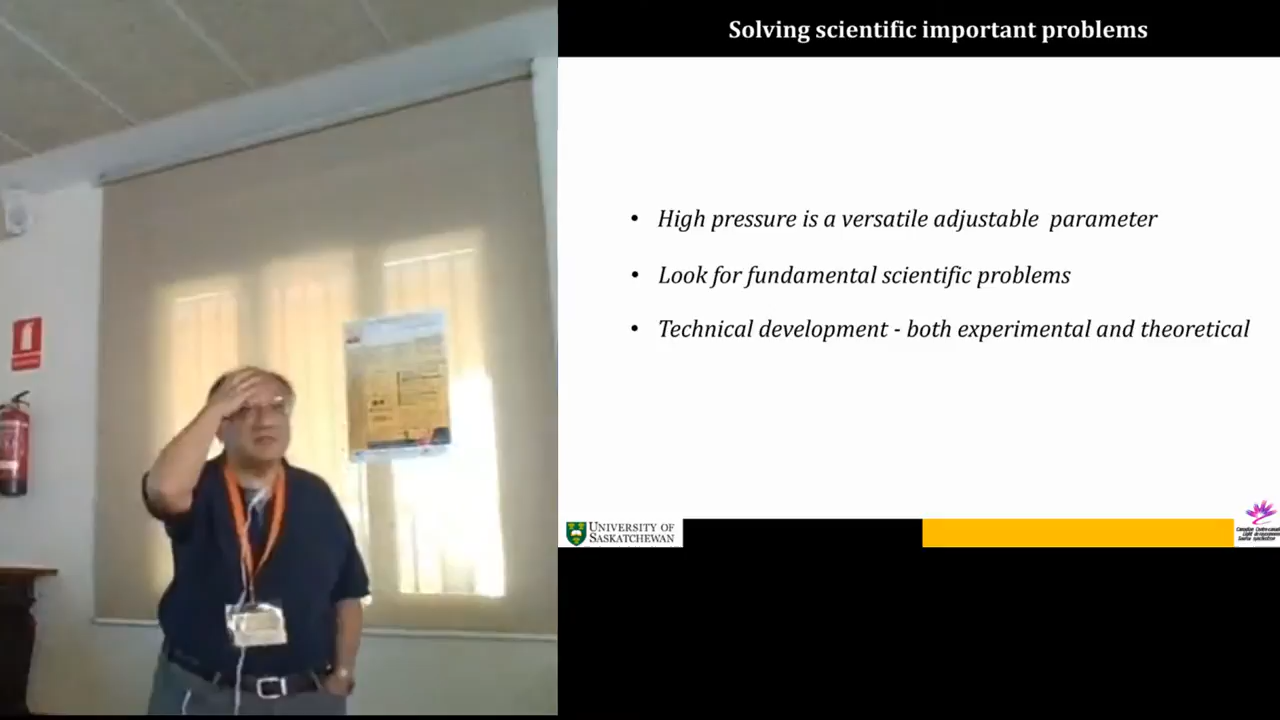 Solving scientific important problems
• High pressure is a versatile adjustable parameter
• Look for fundamental scientific problems
• Technical development - both experimental and theoretical
UNIVERSITY OF
SASKATCHEWAN